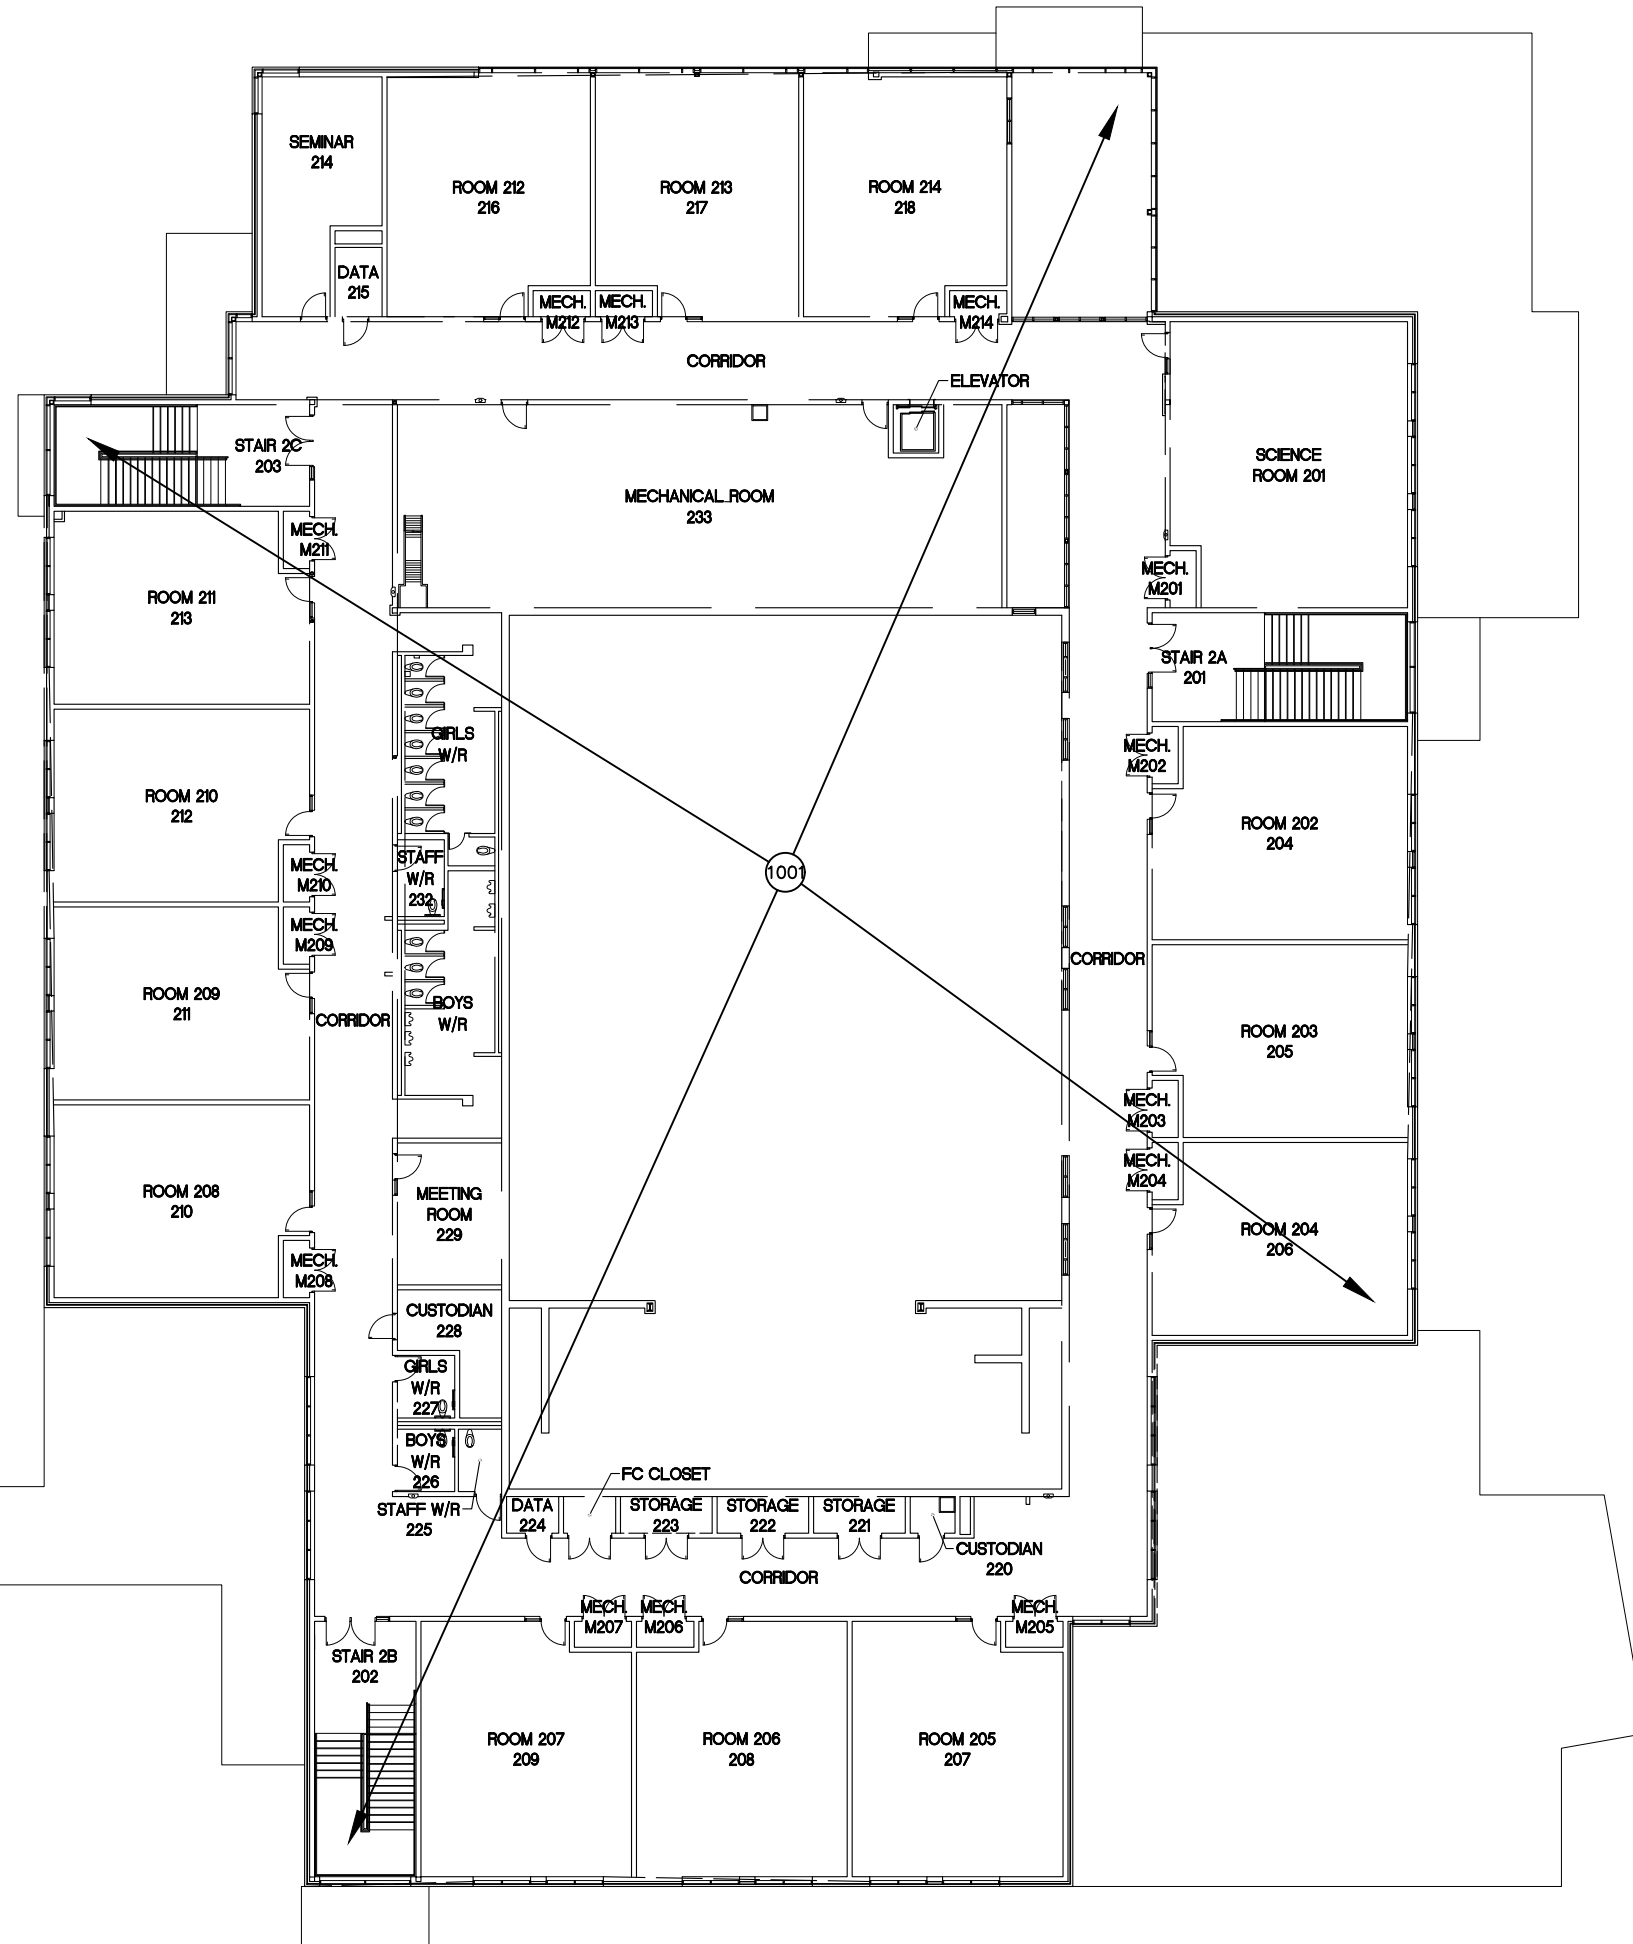 SEMINAR
214
ROOM 212
216
ROOM 213
217
ROOM 214
218
DATA
215
MECH.
M212
MECH.
M213
MECH.
M214
CORRIDOR
ELEVATOR
STAIR 2C
203
SCIENCE
ROOM 201
MECHANICAL ROOM
233
MECH.
M211
MECH.
M201
ROOM 211
213
STAIR 2A
201
GIRLS
W/R
MECH.
M202
ROOM 210
212
ROOM 202
204
STAFF
W/R
232
MECH.
M210
1001
MECH.
M209
CORRIDOR
ROOM 209
211
BOYS
W/R
CORRIDOR
ROOM 203
205
MECH.
M203
MECH.
M204
ROOM 208
210
MEETING
ROOM
229
ROOM 204
206
MECH.
M208
CUSTODIAN
228
GIRLS
W/R
227
BOYS
W/R
226
FC CLOSET
STAFF W/R
225
DATA
224
STORAGE
223
STORAGE
222
STORAGE
221
CUSTODIAN
220
CORRIDOR
MECH.
M207
MECH.
M206
MECH.
M205
STAIR 2B
202
ROOM 207
209
ROOM 206
208
ROOM 205
207